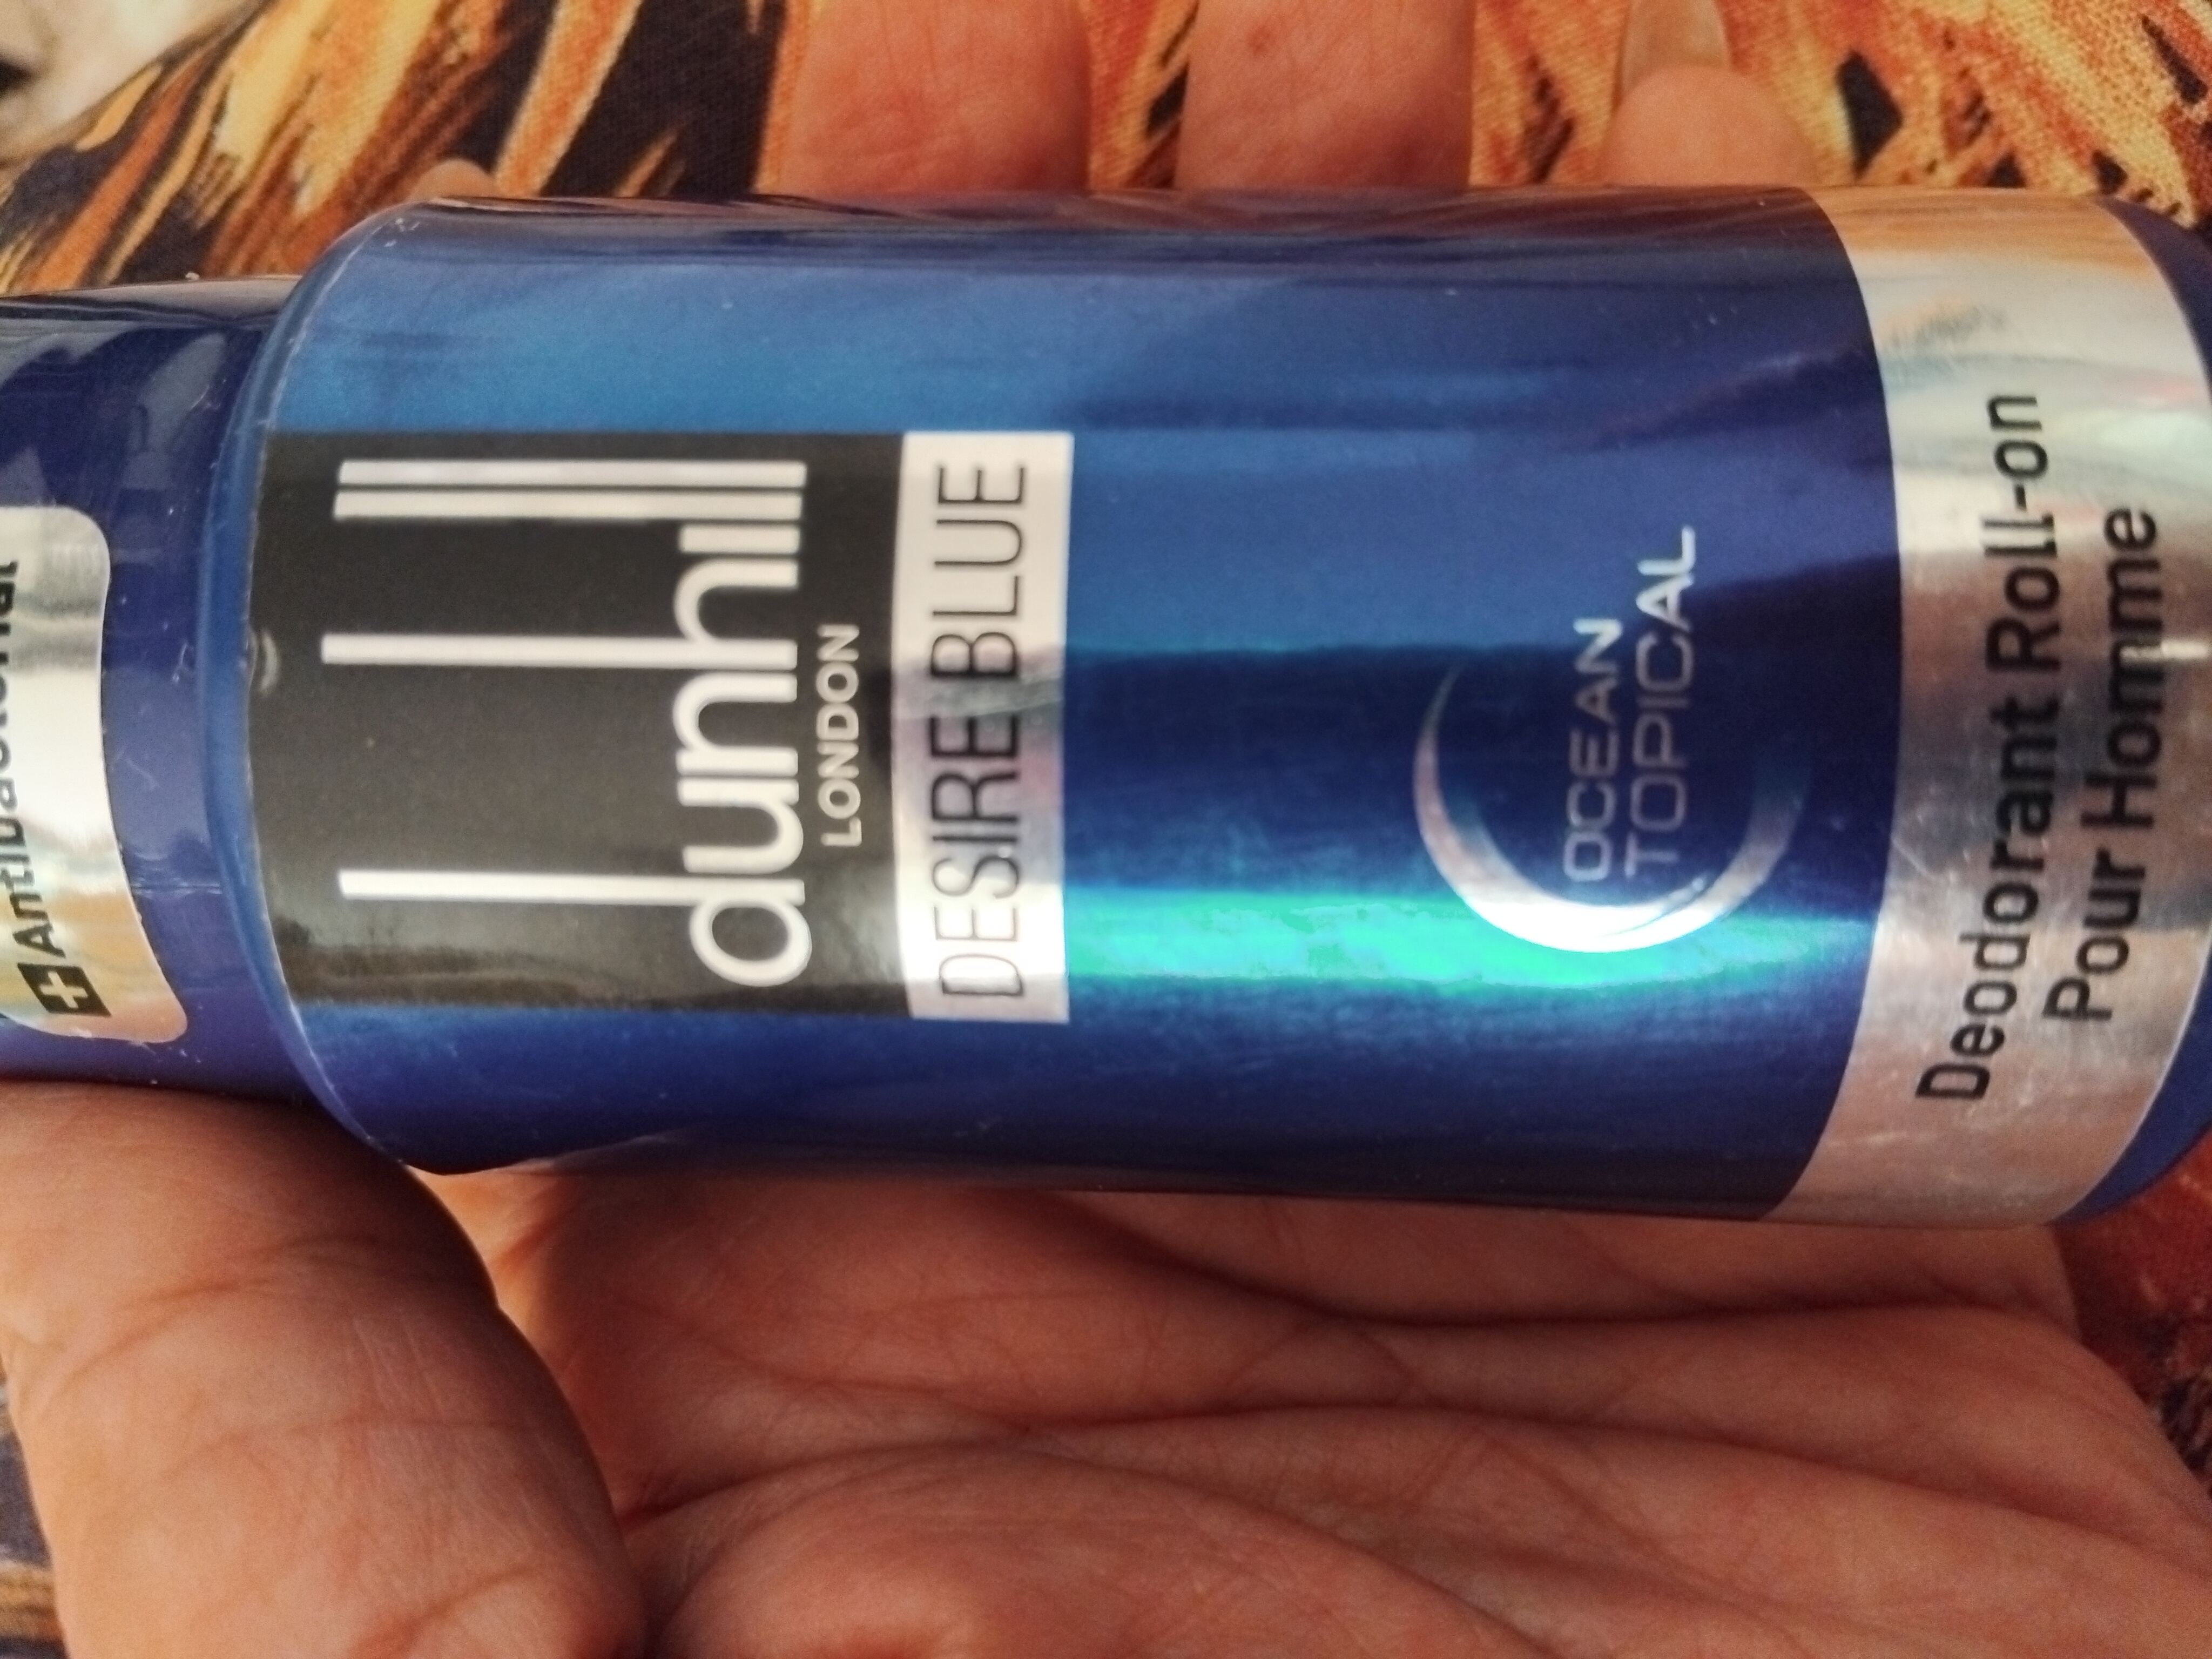 Antibacterial
dunhill
LONDON
DESIRE BLUE
OCEAN
TOPICAL
Deodorant Roll-on
Pour Homme